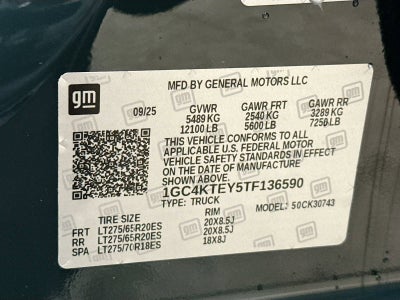 gm
MFD BY GENERAL MOTORS LLC
09/25 GVWR GAWR FRT GAWR RR
5489 KG 2540 KG 3289 KG
12100 LB 5600 LB 7250 LB
THIS VEHICLE CONFORMS TO ALL
APPLICABLE U.S. FEDERAL MOTOR
VEHICLE SAFETY STANDARDS IN EFFECT
ON THE DATE OF MANUFACTURE
SHOWN ABOVE.
1GC4KTEY5TF136590
TYPE: TRUCK MODEL: 50CK30743
TIRE SIZE RIM
FRT LT275/65R20ES 20X8.5J
RR LT275/65R20ES 20X8.5J
SPA LT275/70R18ES 18X8J